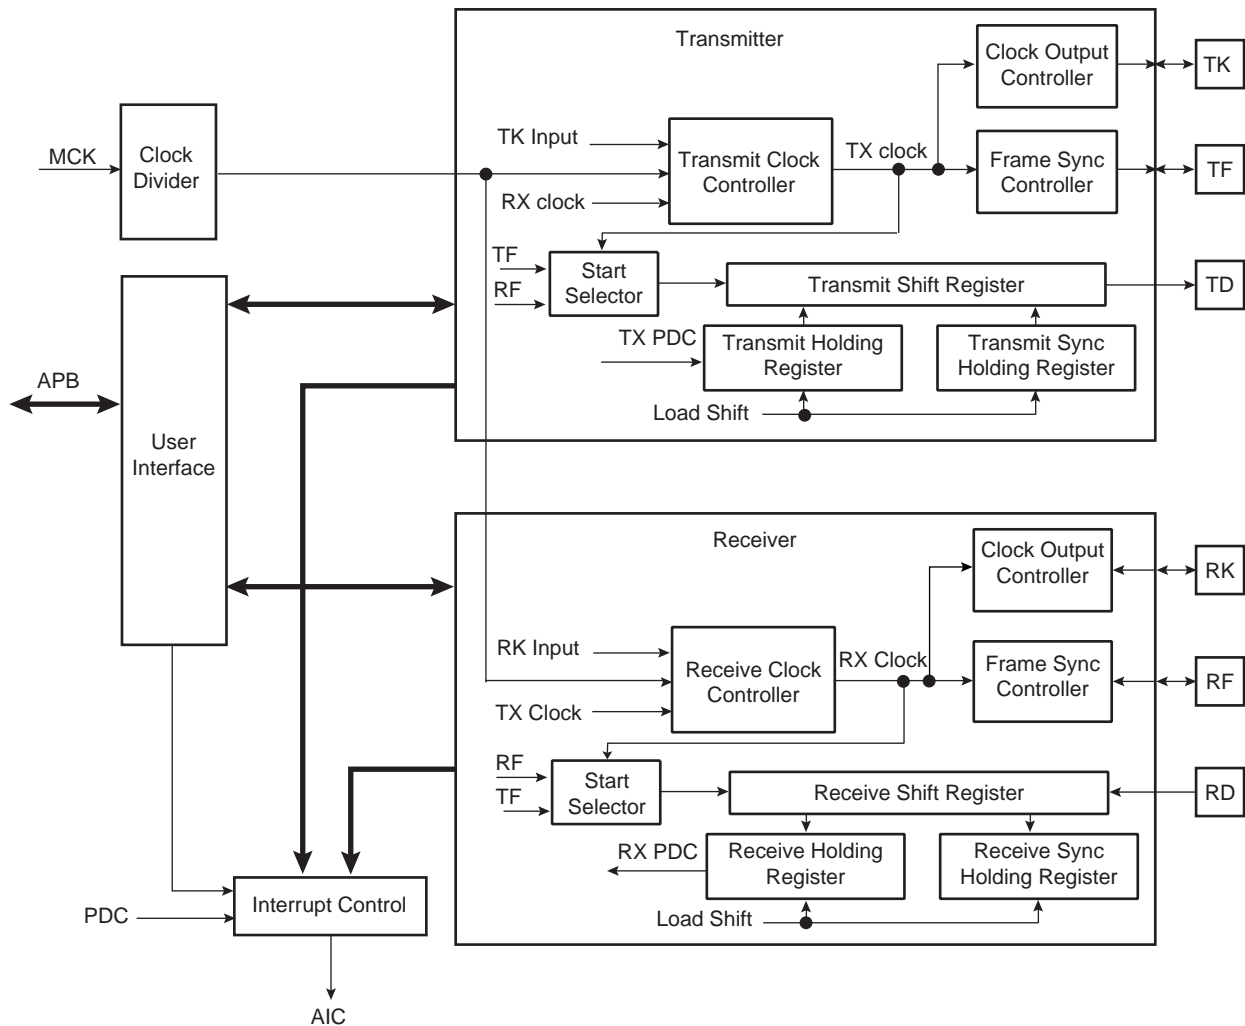 Transmitter
Clock Output
Controller
TK
MCK
Clock
Divider
TK Input
Transmit Clock
Controller
TX clock
Frame Sync
Controller
TF
RX clock
TF
RF
Start
Selector
Transmit Shift Register
TD
TX PDC
Transmit Holding
Register
Transmit Sync
Holding Register
Load Shift
APB
User
Interface
Receiver
Clock Output
Controller
RK
RK Input
Receive Clock
Controller
RX Clock
Frame Sync
Controller
RF
TX Clock
RF
TF
Start
Selector
Receive Shift Register
RD
RX PDC
Receive Holding
Register
Receive Sync
Holding Register
Load Shift
PDC
Interrupt Control
AIC